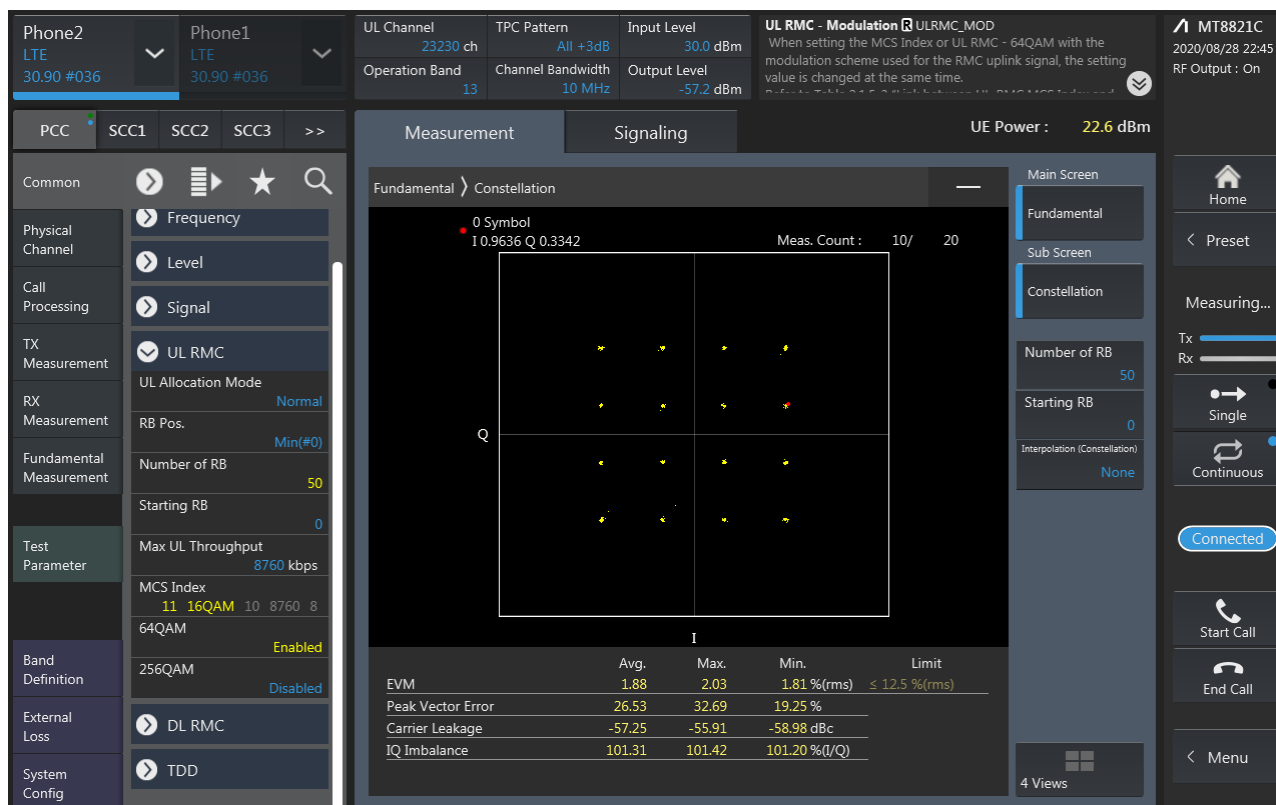 Phone2
LTE
30.90 #036
Phone1
LTE
30.90 #036
UL Channel
23230 ch
TPC Pattern
All +3dB
Input Level
30.0 dBm
Operation Band
13
Channel Bandwidth
10 MHz
Output Level
-57.2 dBm
UL RMC - Modulation R ULRMC_MOD
When setting the MCS Index or UL RMC - 64QAM with the
modulation scheme used for the RMC uplink signal, the setting
value is changed at the same time.
MT8821C
2020/08/28 22:45
RF Output : On
PCC SCC1 SCC2 SCC3 >>
Measurement
Signaling
UE Power : 22.6 dBm
Common
Physical
Channel
Call
Processing
TX
Measurement
RX
Measurement
Fundamental
Measurement
Test
Parameter
Band
Definition
External
Loss
System
Config
Frequency
Level
Signal
UL RMC
UL Allocation Mode
Normal
RB Pos.
Min(#0)
Number of RB
50
Starting RB
0
Max UL Throughput
8760 kbps
MCS Index
11 16QAM 10 8760 8
64QAM
Enabled
256QAM
Disabled
DL RMC
TDD
Fundamental > Constellation
0 Symbol
I 0.9636 Q 0.3342
Meas. Count : 10/ 20
Q
I
Avg. Max. Min. Limit
EVM 1.88 2.03 1.81 %(rms) ≤ 12.5 %(rms)
Peak Vector Error 26.53 32.69 19.25 %
Carrier Leakage -57.25 -55.91 -58.98 dBc
IQ Imbalance 101.31 101.42 101.20 %(I/Q)
Main Screen
Fundamental
Sub Screen
Constellation
Number of RB
50
Starting RB
0
Interpolation (Constellation)
None
4 Views
Home
< Preset
Measuring...
Tx
Rx
Single
Continuous
Connected
Start Call
End Call
< Menu